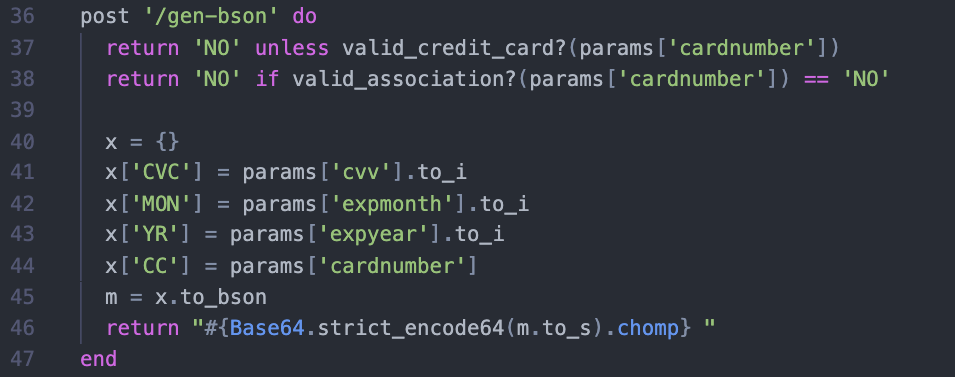 36 post '/gen-bson' do
37 return 'NO' unless valid_credit_card?(params['cardnumber'])
38 return 'NO' if valid_association?(params['cardnumber']) == 'NO'
39
40 x = {}
41 x['CVC'] = params['cvv'].to_i
42 x['MON'] = params['expmonth'].to_i
43 x['YR'] = params['expyear'].to_i
44 x['CC'] = params['cardnumber']
45 m = x.to_bson
46 return "#{Base64.strict_encode64(m.to_s).chomp} "
47 end